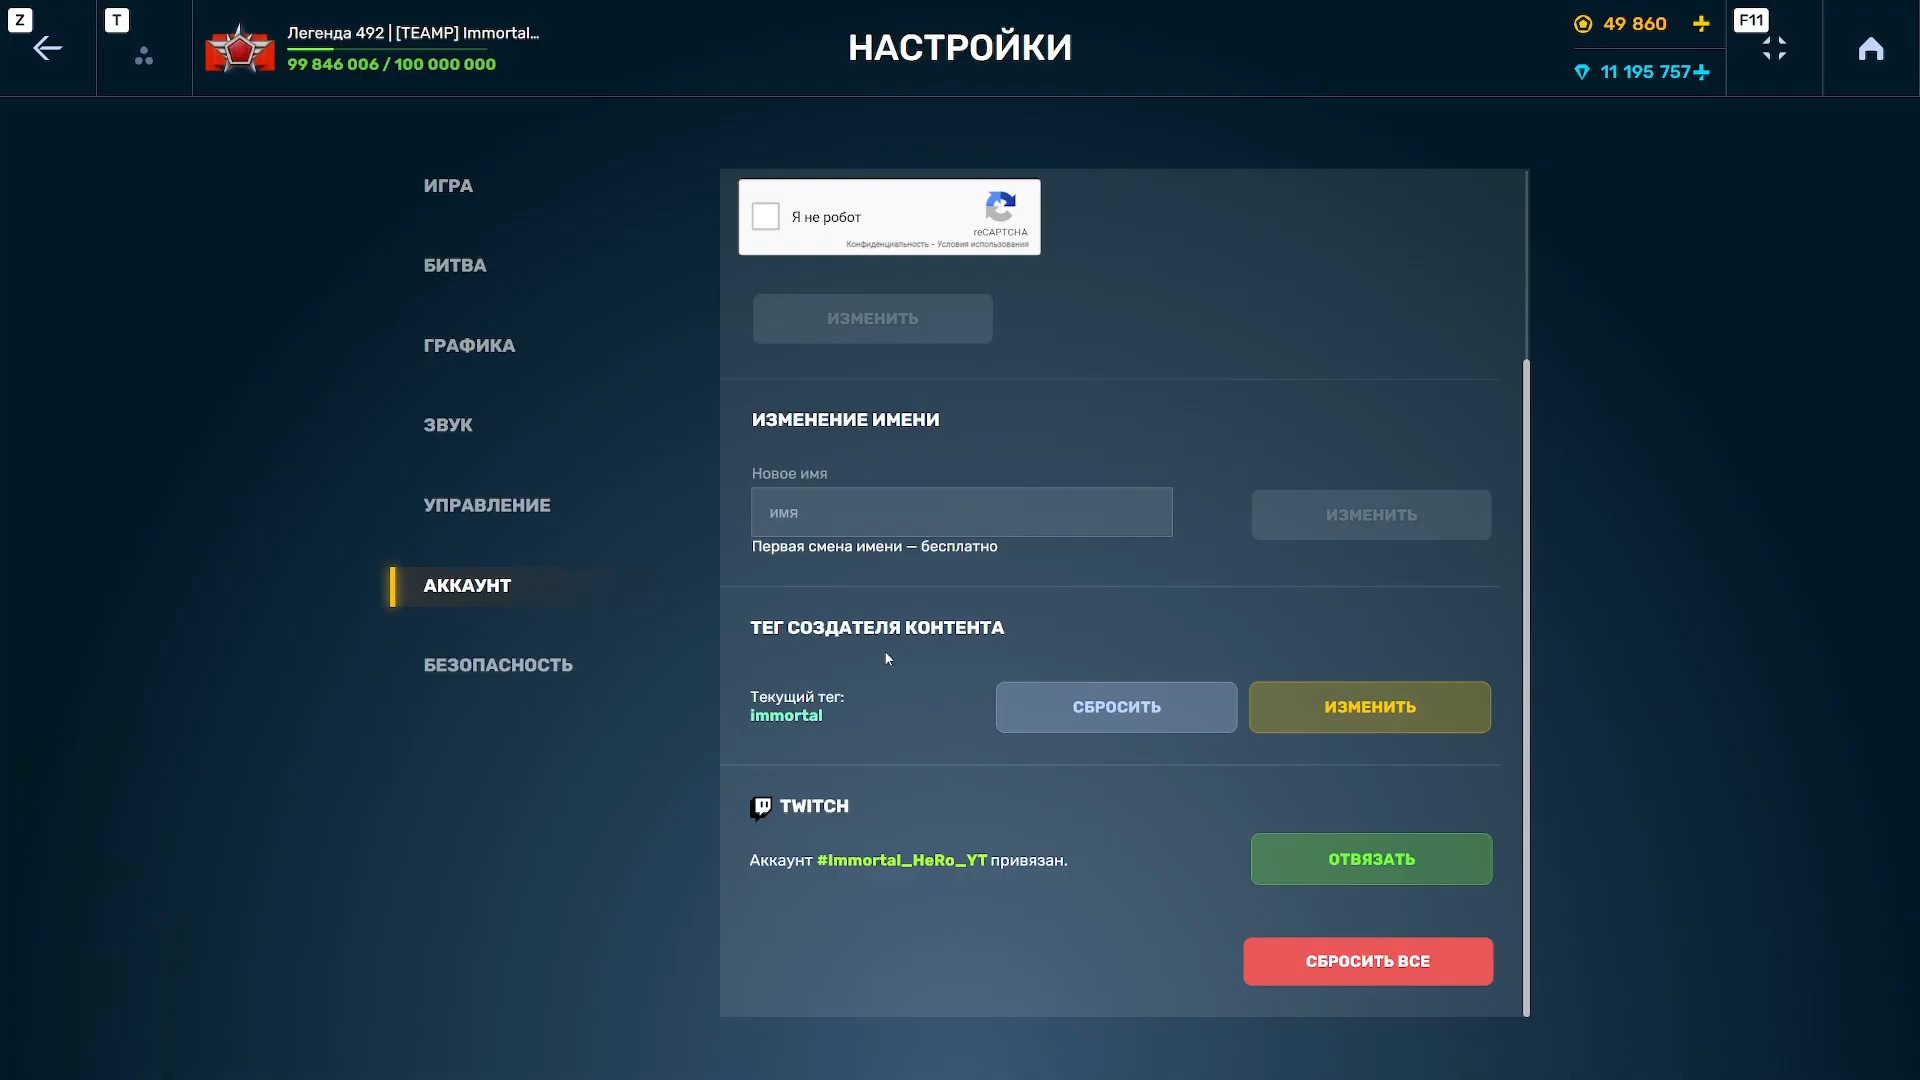 Z
T
Легенда 492 | [TEAMP] Immortal...
99 846 006 / 100 000 000
НАСТРОЙКИ
49 860
11 195 757
F11
ИГРА
БИТВА
ГРАФИКА
ЗВУК
УПРАВЛЕНИЕ
АККАУНТ
БЕЗОПАСНОСТЬ
Я не робот
reCAPTCHA
Конфиденциальность - Условия использования
ИЗМЕНИТЬ
ИЗМЕНЕНИЕ ИМЕНИ
Новое имя
имя
ИЗМЕНИТЬ
Первая смена имени — бесплатно
ТЕГ СОЗДАТЕЛЯ КОНТЕНТА
Текущий тег:
immortal
СБРОСИТЬ
ИЗМЕНИТЬ
TWITCH
Аккаунт #Immortal_HeRo_YT привязан.
ОТВЯЗАТЬ
СБРОСИТЬ ВСЕ